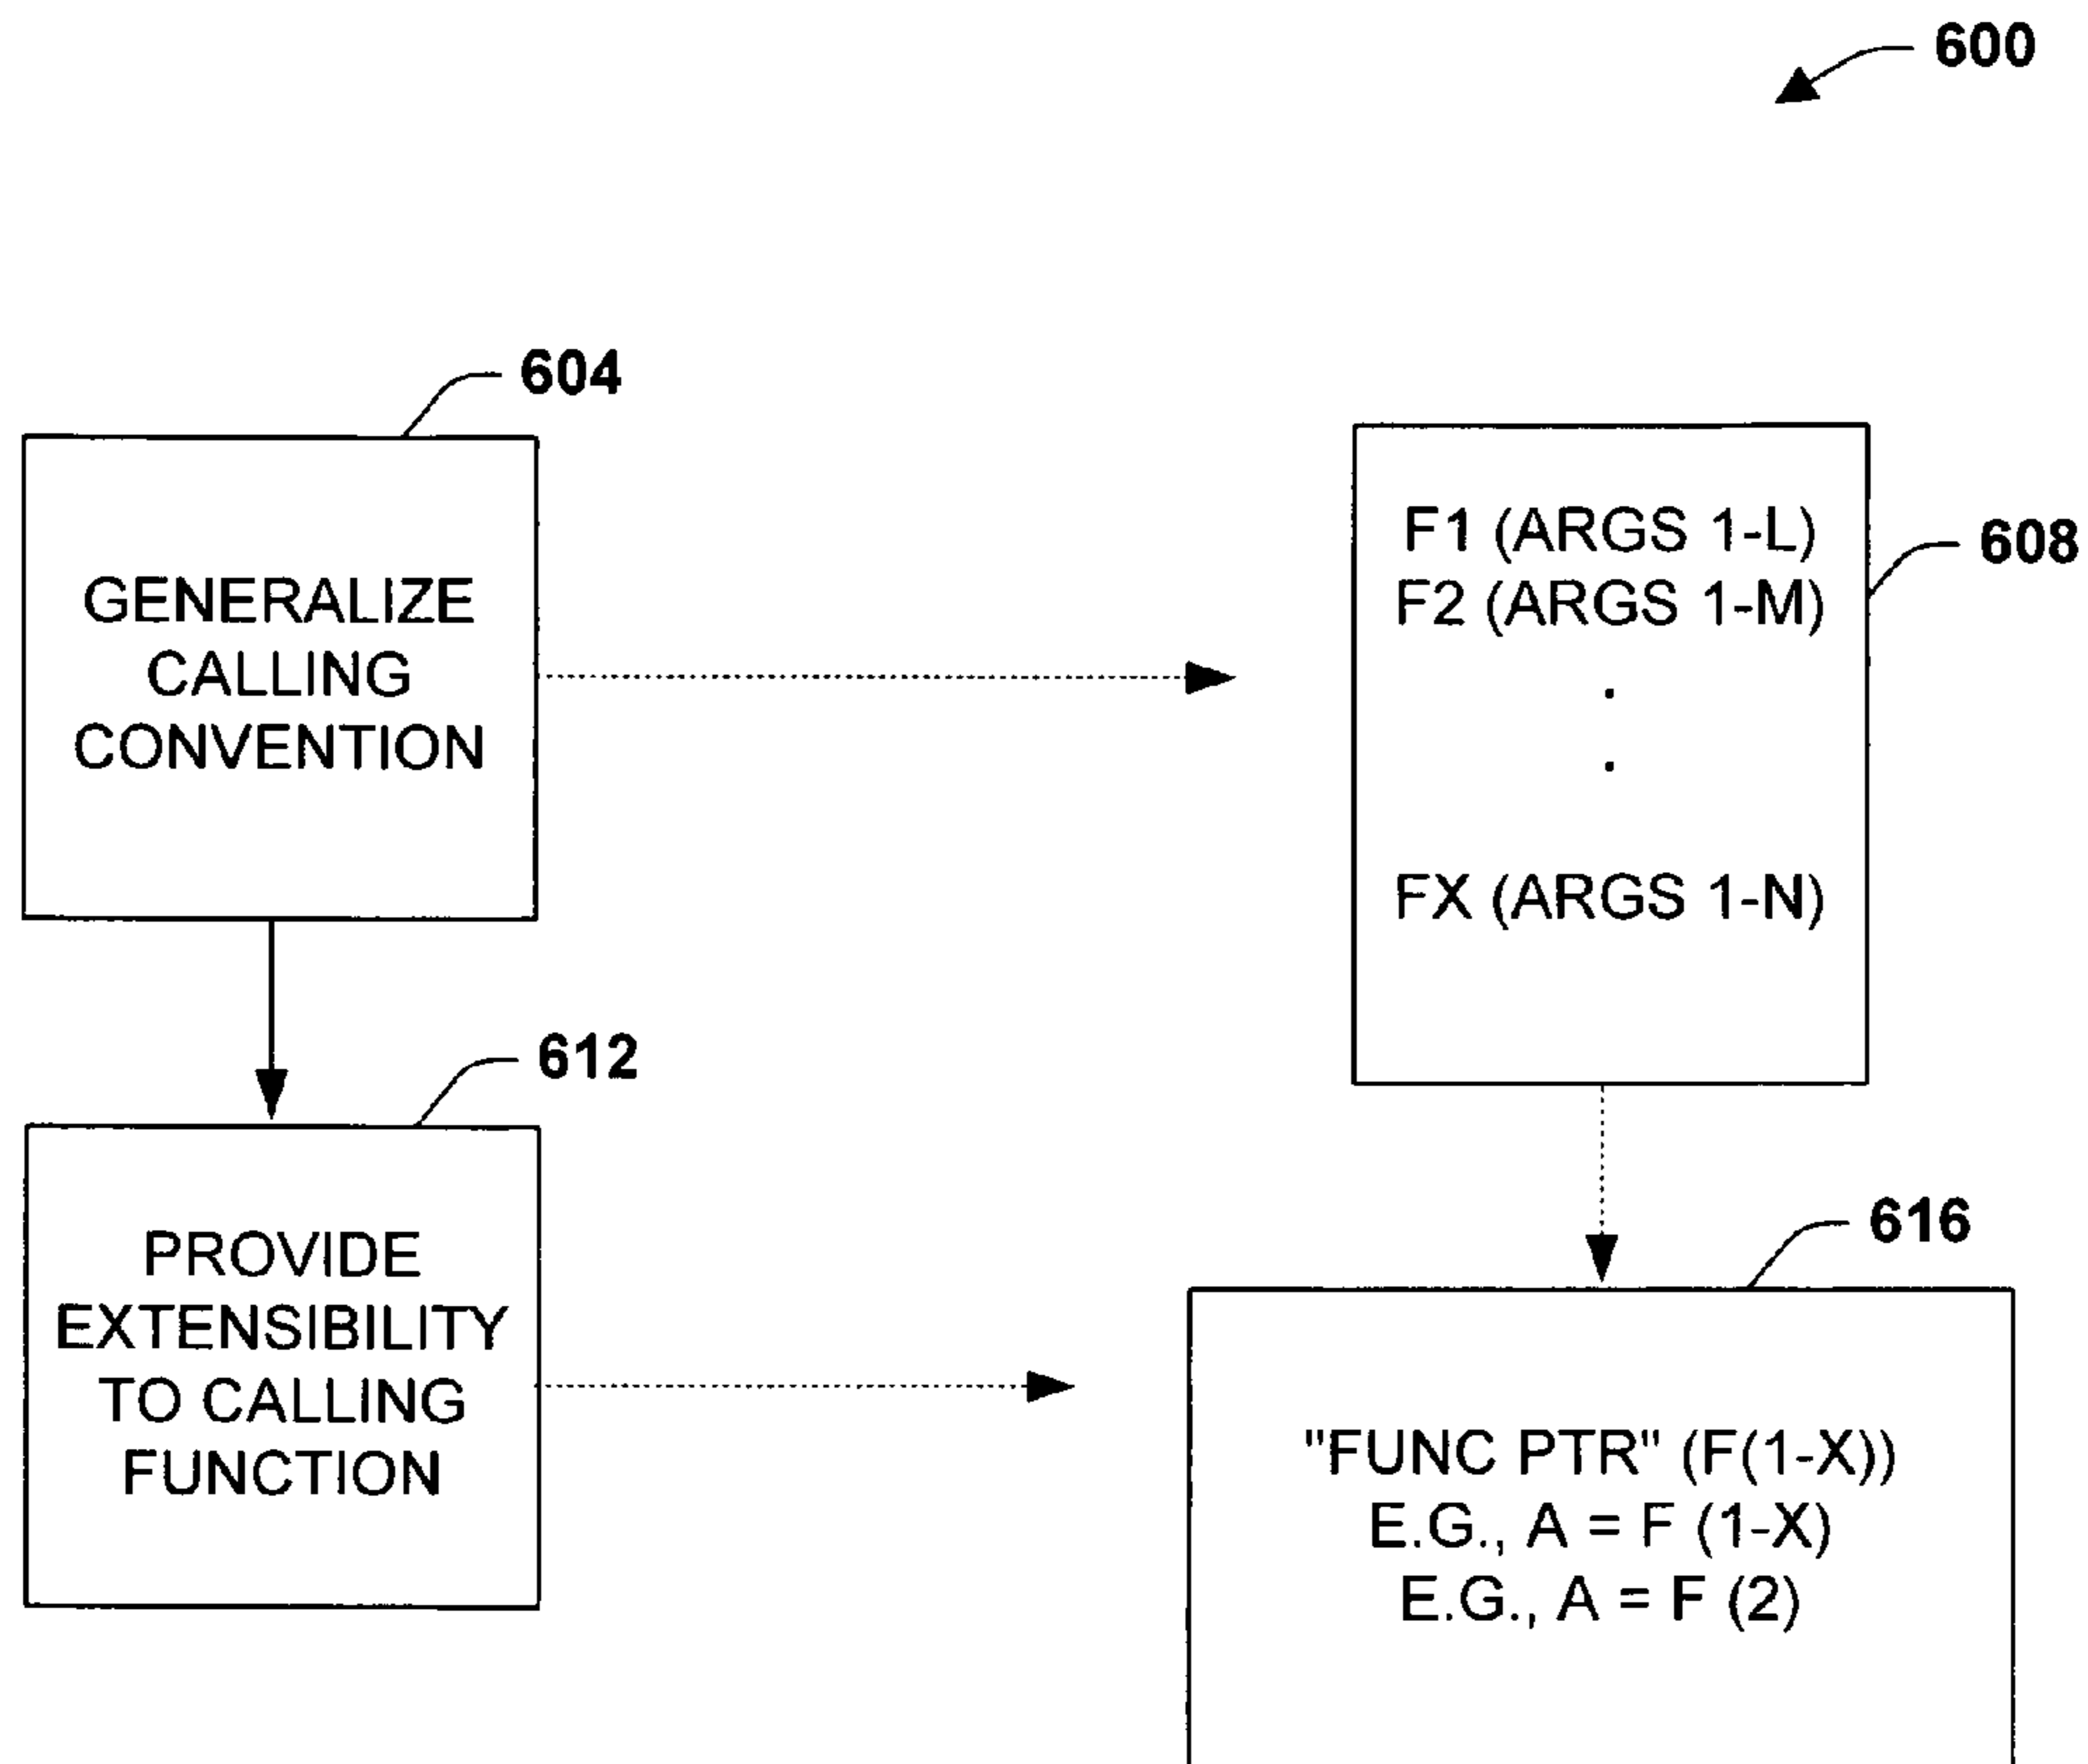 600
604
GENERALIZE
CALLING
CONVENTION
608
F1 (ARGS 1-L)
F2 (ARGS 1-M)
.
.
FX (ARGS 1-N)
612
PROVIDE
EXTENSIBILITY
TO CALLING
FUNCTION
616
"FUNC PTR" (F(1-X))
E.G., A = F (1-X)
E.G., A = F (2)